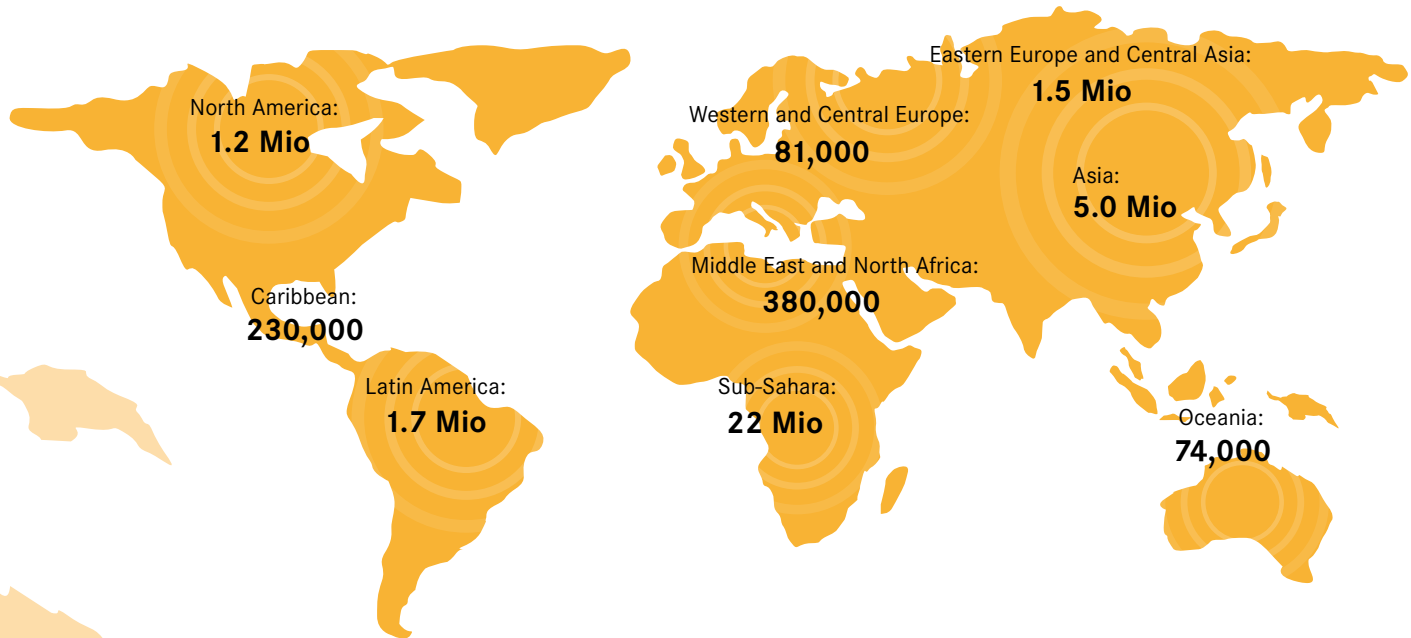 North America:
1.2 Mio
Caribbean:
230,000
Latin America:
1.7 Mio
Western and Central Europe:
81,000
Eastern Europe and Central Asia:
1.5 Mio
Asia:
5.0 Mio
Middle East and North Africa:
380,000
Sub-Sahara:
22 Mio
Oceania:
74,000